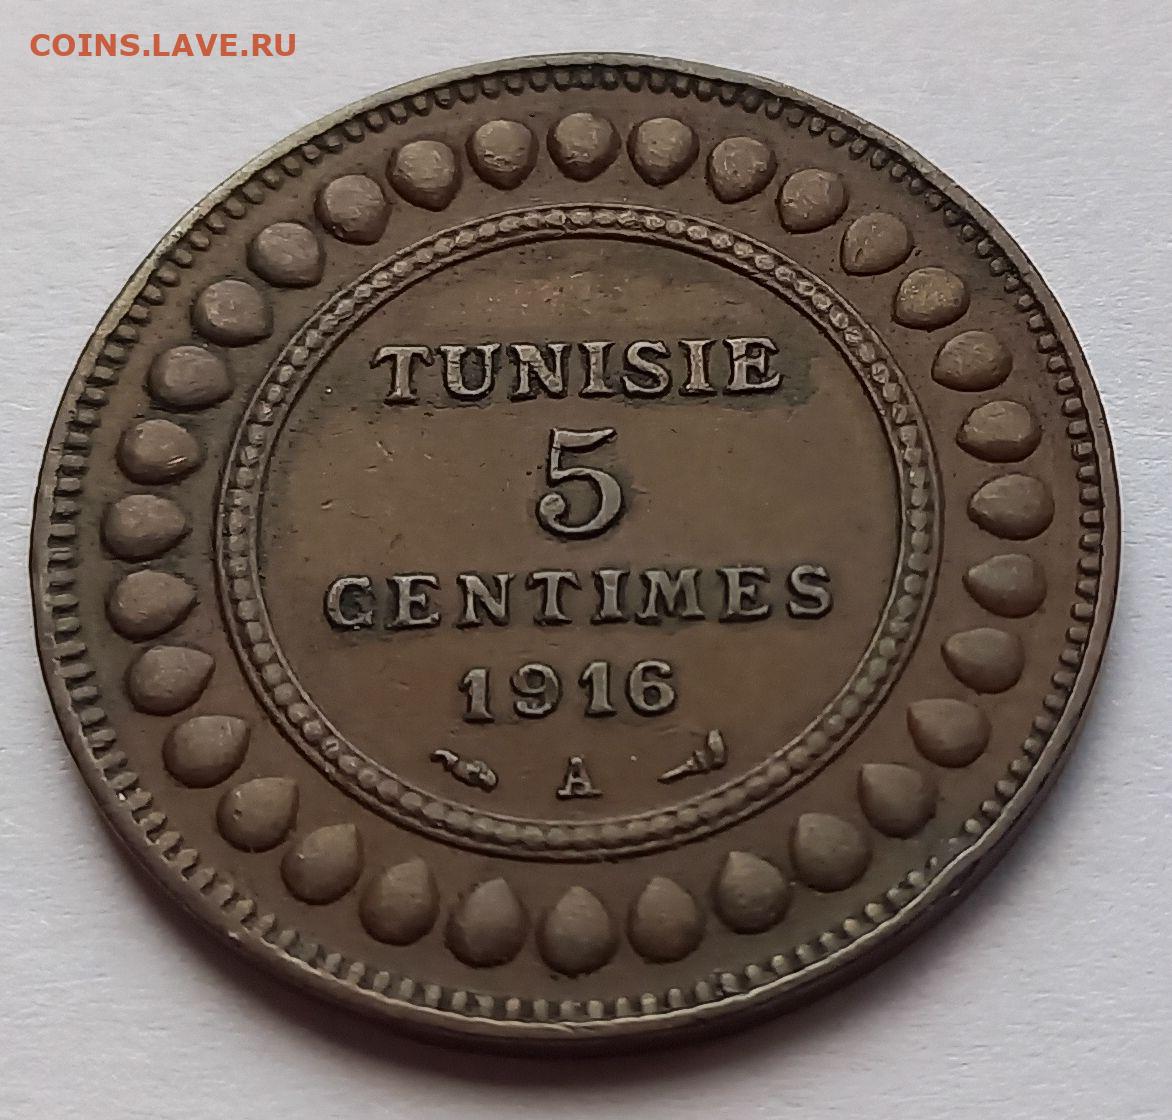 COINS.LAVE.RU
TUNISIE
5
CENTIMES
1916
A